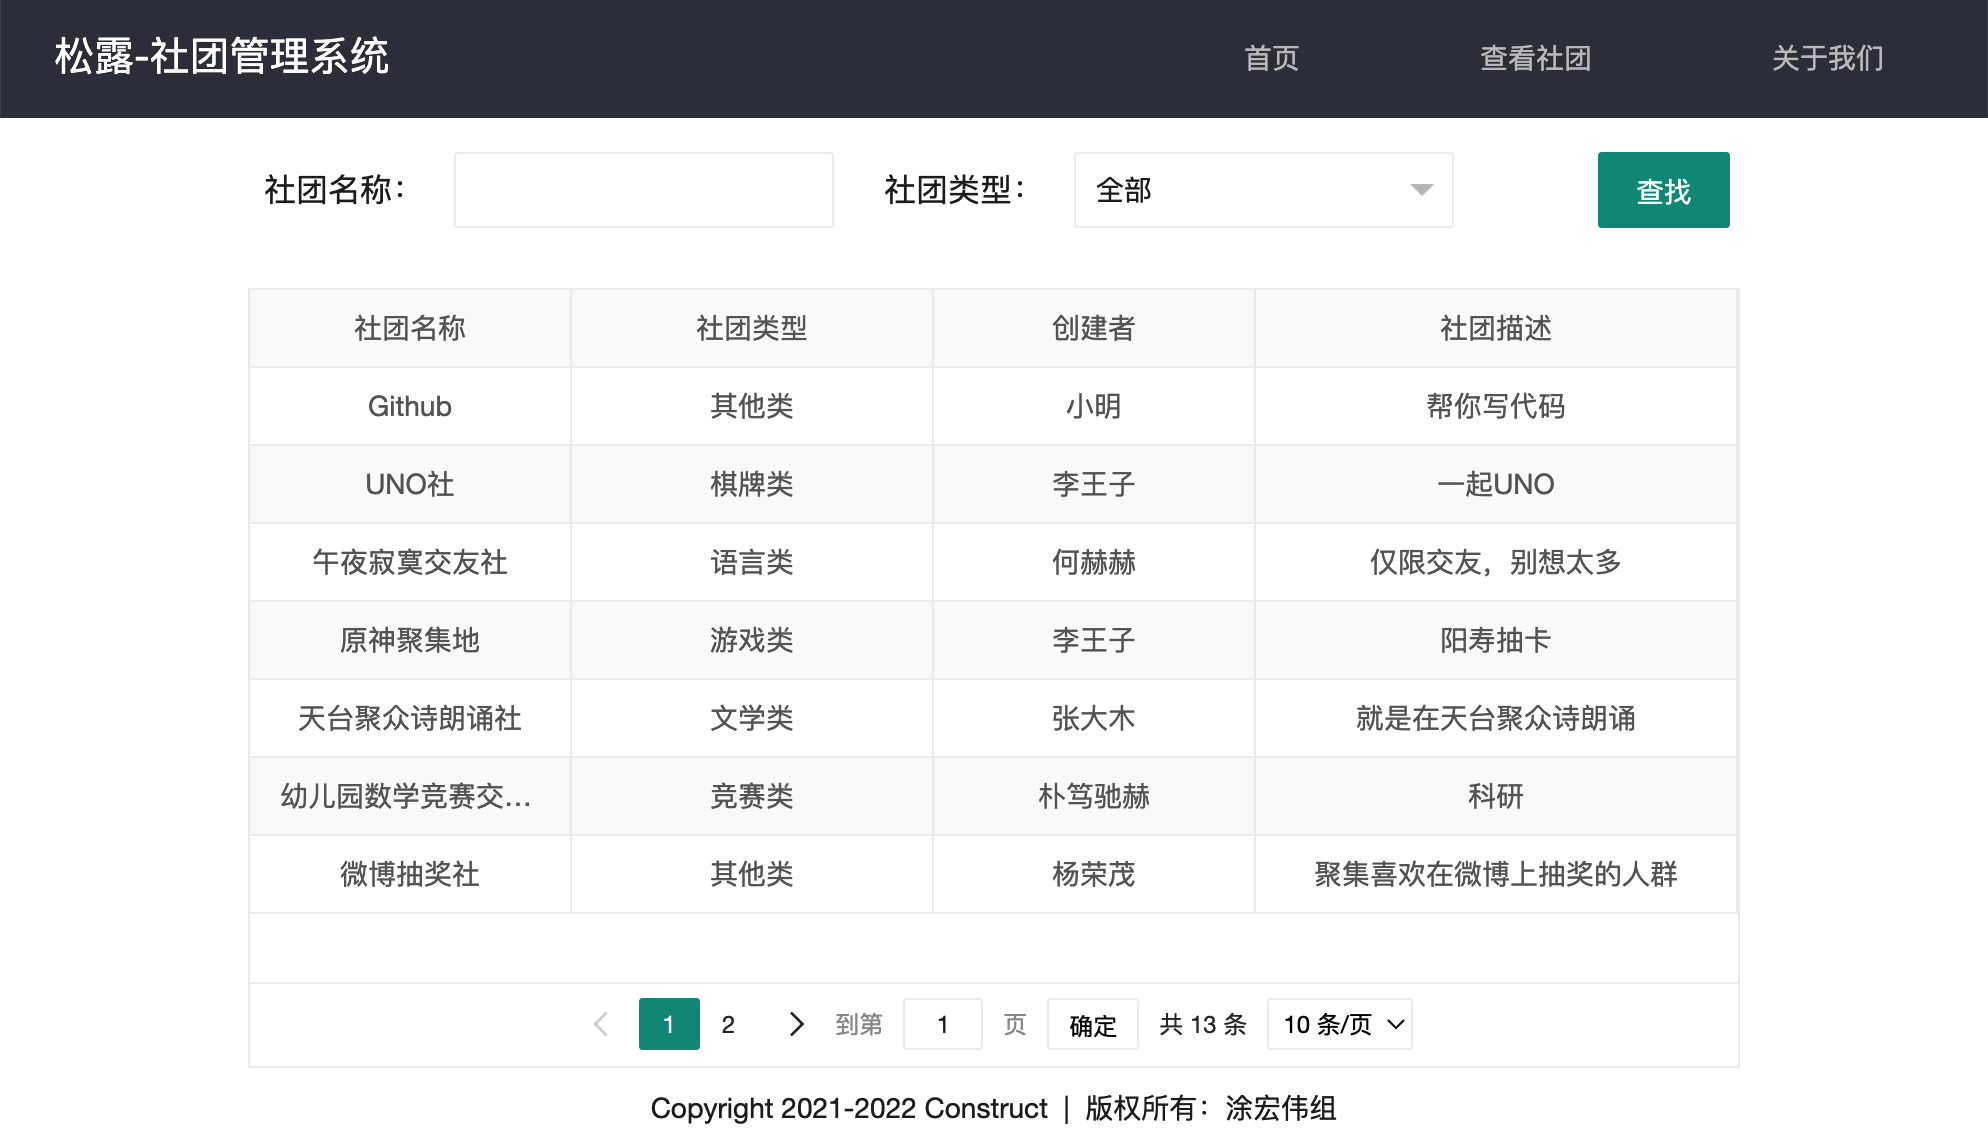 松露-社团管理系统 首页 查看社团 关于我们
社团名称： 社团类型： 全部 查找
社团名称 社团类型 创建者 社团描述
Github 其他类 小明 帮你写代码
UNO社 棋牌类 李王子 一起UNO
午夜寂寞交友社 语言类 何赫赫 仅限交友，别想太多
原神聚集地 游戏类 李王子 阳寿抽卡
天台聚众诗朗诵社 文学类 张大木 就是在天台聚众诗朗诵
幼儿园数学竞赛交... 竞赛类 朴笃驰赫 科研
微博抽奖社 其他类 杨荣茂 聚集喜欢在微博上抽奖的人群
1 2 到第 1 页 确定 共 13 条 10 条/页
Copyright 2021-2022 Construct | 版权所有：涂宏伟组